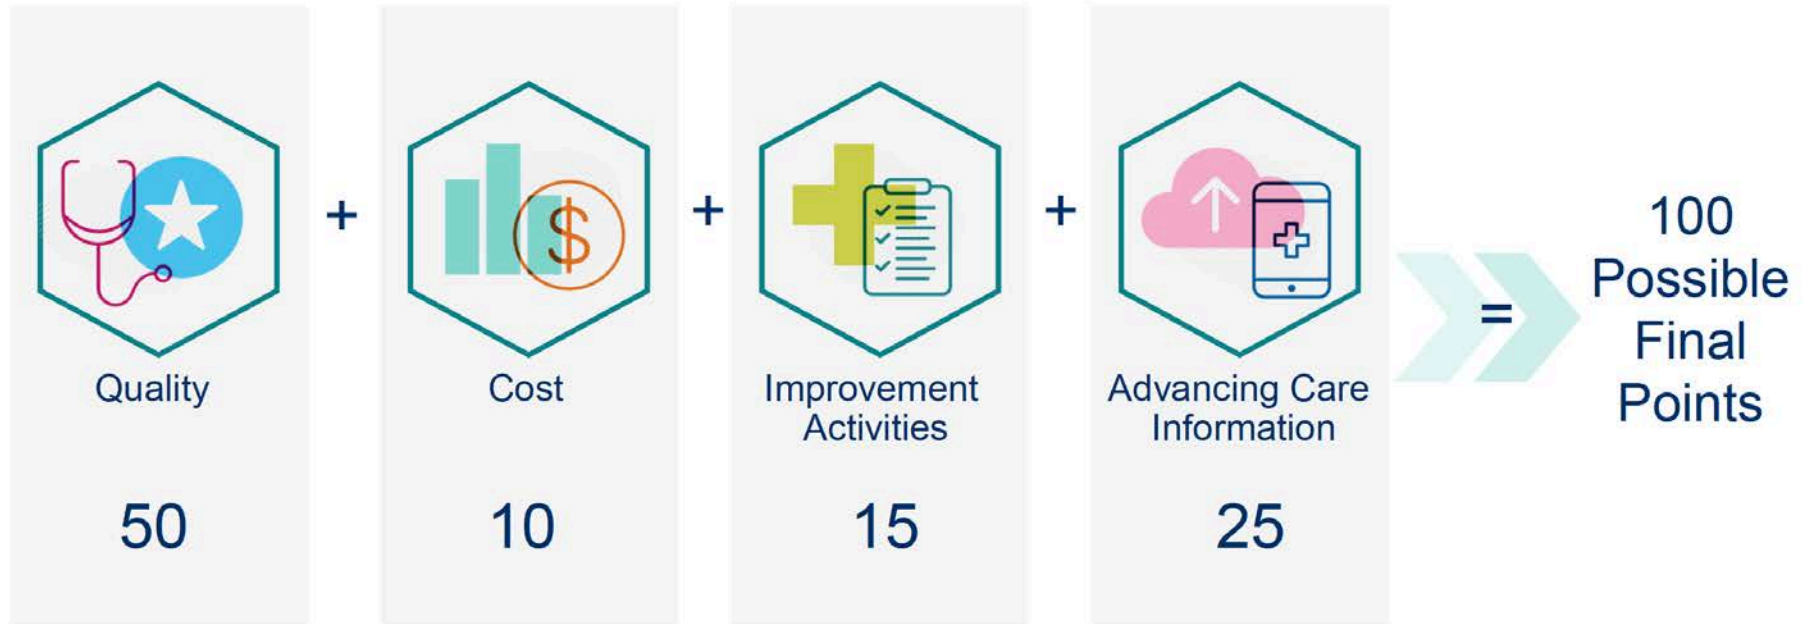 Quality
50
+
Cost
10
+
Improvement
Activities
15
+
Advancing Care
Information
25
=
100
Possible
Final
Points